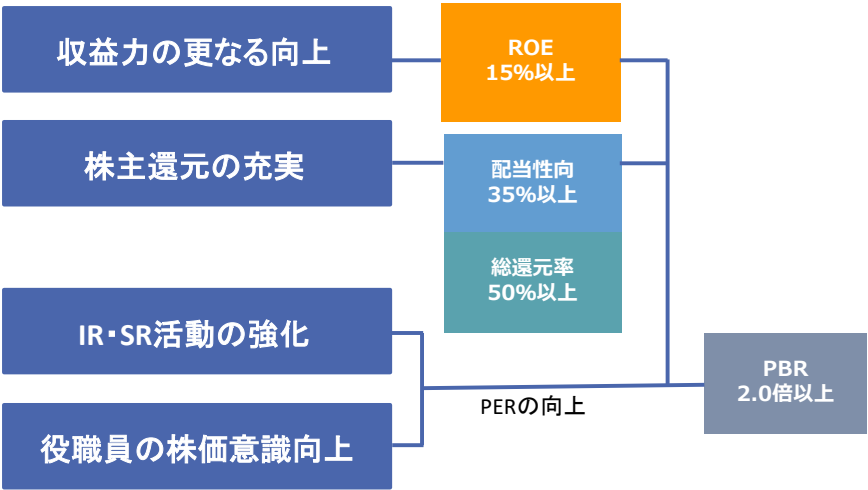 収益力の更なる向上
ROE
15%以上
株主還元の充実
配当性向
35%以上
総還元率
50%以上
IR・SR活動の強化
PBR
2.0倍以上
PERの向上
役職員の株価意識向上